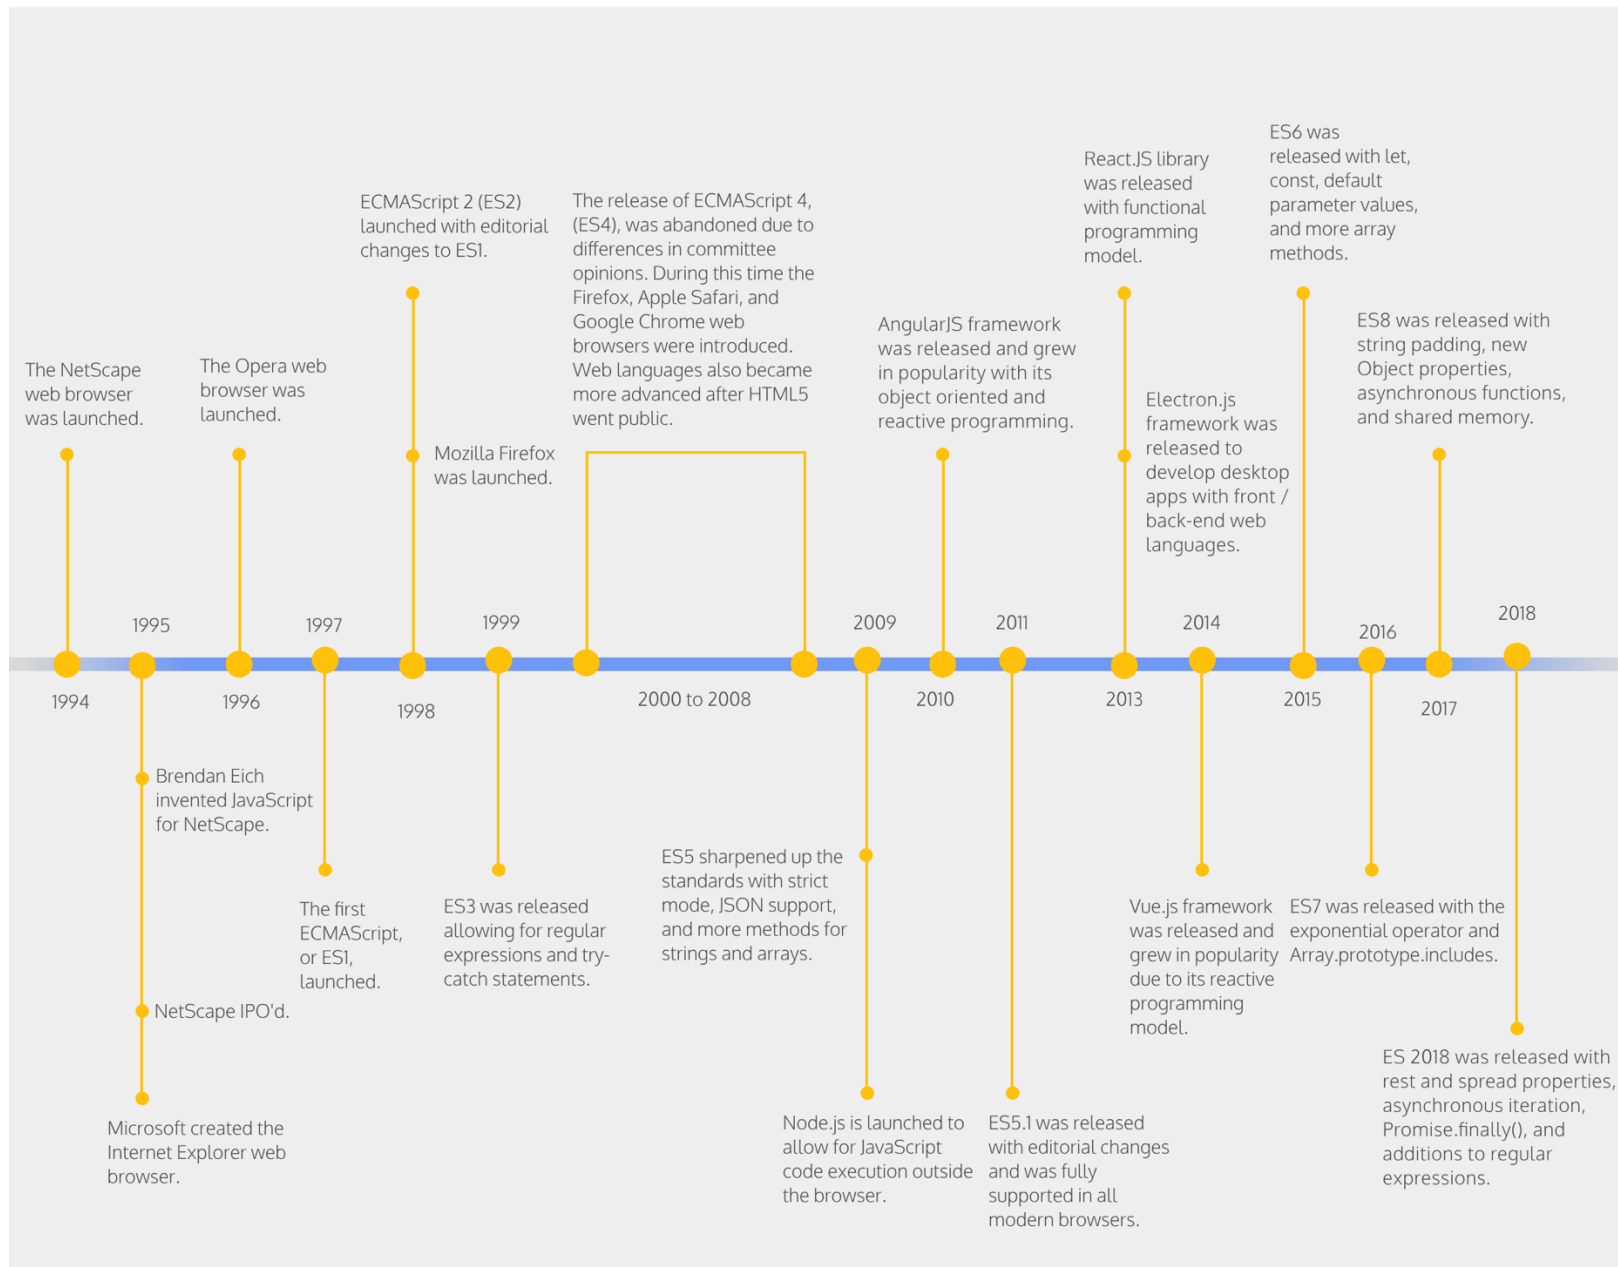 The NetScape
web browser
was launched.
1994
1995
Brendan Eich
invented JavaScript
for NetScape.
NetScape IPO'd.
Microsoft created the
Internet Explorer web
browser.
The Opera web
browser was
launched.
1996
1997
The first
ECMAScript,
or ES1,
launched.
ECMAScript 2 (ES2)
launched with editorial
changes to ES1.
Mozilla Firefox
was launched.
1998
1999
ES3 was released
allowing for regular
expressions and try-
catch statements.
The release of ECMAScript 4,
(ES4), was abandoned due to
differences in committee
opinions. During this time the
Firefox, Apple Safari, and
Google Chrome web
browsers were introduced.
Web languages also became
more advanced after HTML5
went public.
2000 to 2008
2009
ES5 sharpened up the
standards with strict
mode, JSON support,
and more methods for
strings and arrays.
Node.js is launched to
allow for JavaScript
code execution outside
the browser.
AngularJS framework
was released and grew
in popularity with its
object oriented and
reactive programming.
2010
2011
ES5.1 was released
with editorial changes
and was fully
supported in all
modern browsers.
React.JS library
was released
with functional
programming
model.
Electron.js
framework was
released to
develop desktop
apps with front /
back-end web
languages.
2013
2014
Vue.js framework
was released and
grew in popularity
due to its reactive
programming
model.
ES6 was
released with let,
const, default
parameter values,
and more array
methods.
2015
2016
ES7 was released with the
exponential operator and
Array.prototype.includes.
ES8 was released with
string padding, new
Object properties,
asynchronous functions,
and shared memory.
2017
2018
ES 2018 was released with
rest and spread properties,
asynchronous iteration,
Promise.finally(), and
additions to regular
expressions.